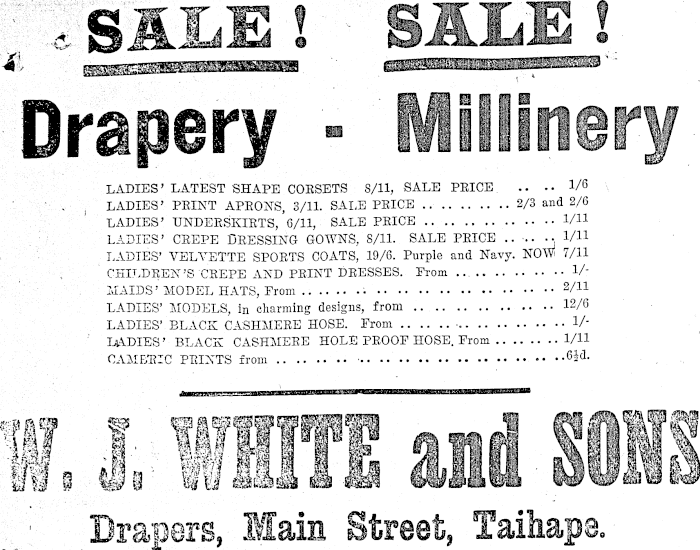 SALE! SALE!
Drapery - Millinery
LADIES' LATEST SHAPE CORSETS 8/11, SALE PRICE .. .. 1/6
LADIES' PRINT APRONS, 3/11. SALE PRICE .. .. .. .. 2/3 and 2/6
LADIES' UNDERSKIRTS, 6/11, SALE PRICE .. .. .. .. .. .. 1/11
LADIES' CREPE DRESSING GOWNS, 8/11. SALE PRICE .. .. .. 1/11
LADIES' VELVETTE SPORTS COATS, 19/6. Purple and Navy. NOW 7/11
CHILDREN'S CREPE AND PRINT DRESSES. From .. .. .. .. .. 1/-
MAIDS' MODEL HATS, From .. .. .. .. .. .. .. .. .. .. .. 2/11
LADIES' MODELS, in charming designs, from .. .. .. .. .. .. 12/6
LADIES' BLACK CASHMERE HOSE. From .. .. .. .. .. .. .. 1/-
LADIES' BLACK CASHMERE HOLE PROOF HOSE, From .. .. .. 1/11
CAMERIC PRINTS from .. .. .. .. .. .. .. .. .. .. .. .. .. 6½d.
W. J. WHITE and SONS
Drapers, Main Street, Taihape.